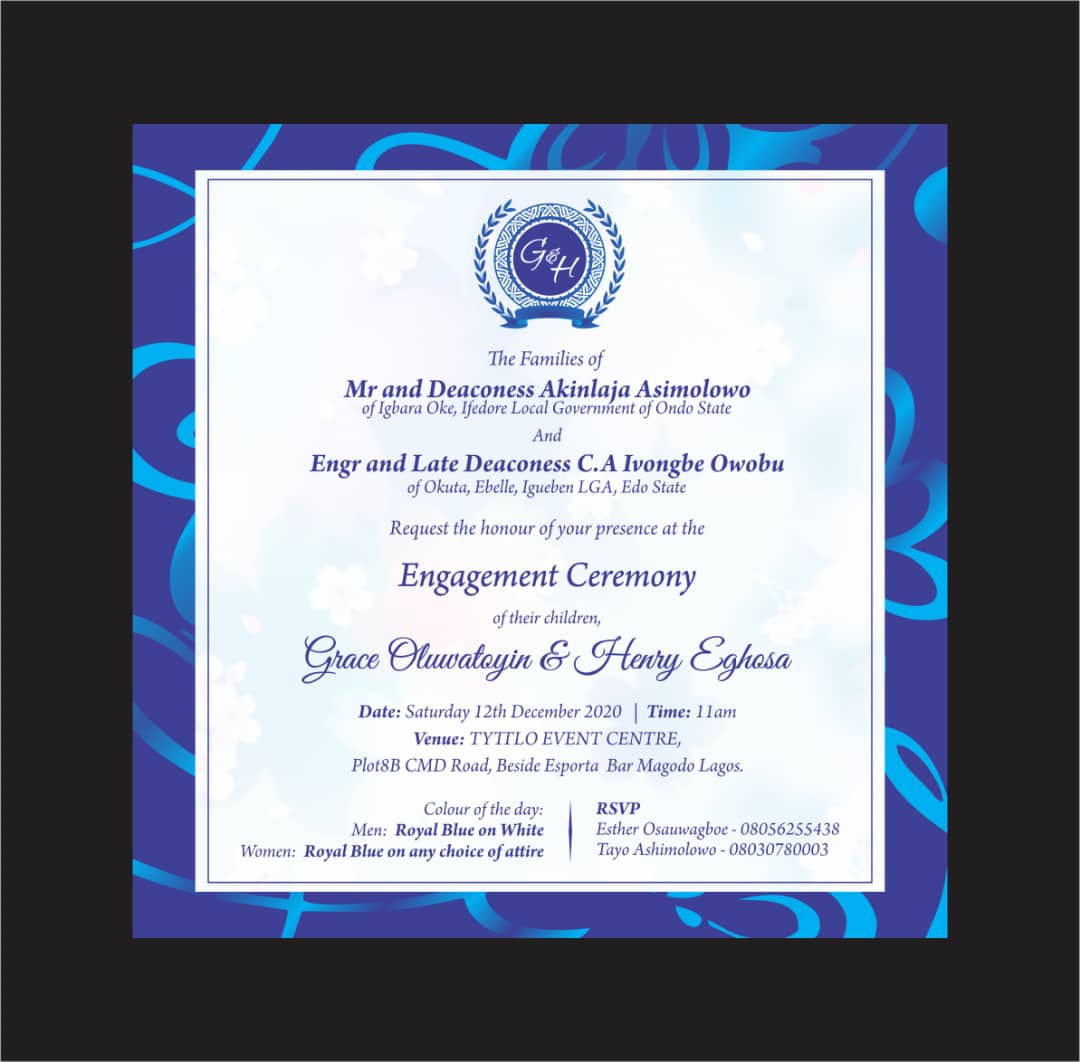 G&H
The Families of
Mr and Deaconess Akinlaja Asimolowo
of Igbara Oke, Ifedore Local Government of Ondo State
And
Engr and Late Deaconess C.A Ivongbe Owobu
of Okuta, Ebelle, Igueben LGA, Edo State
Request the honour of your presence at the
Engagement Ceremony
of their children,
Grace Oluwatoyin & Henry Eghosa
Date: Saturday 12th December 2020 | Time: 11am
Venue: TYTFLO EVENT CENTRE,
Plot8B CMD Road, Beside Esporta Bar Magodo Lagos.
Colour of the day:
Men: Royal Blue on White
Women: Royal Blue on any choice of attire
RSVP
Esther Osauwagboe - 08056255438
Tayo Ashimolowo - 08030780003